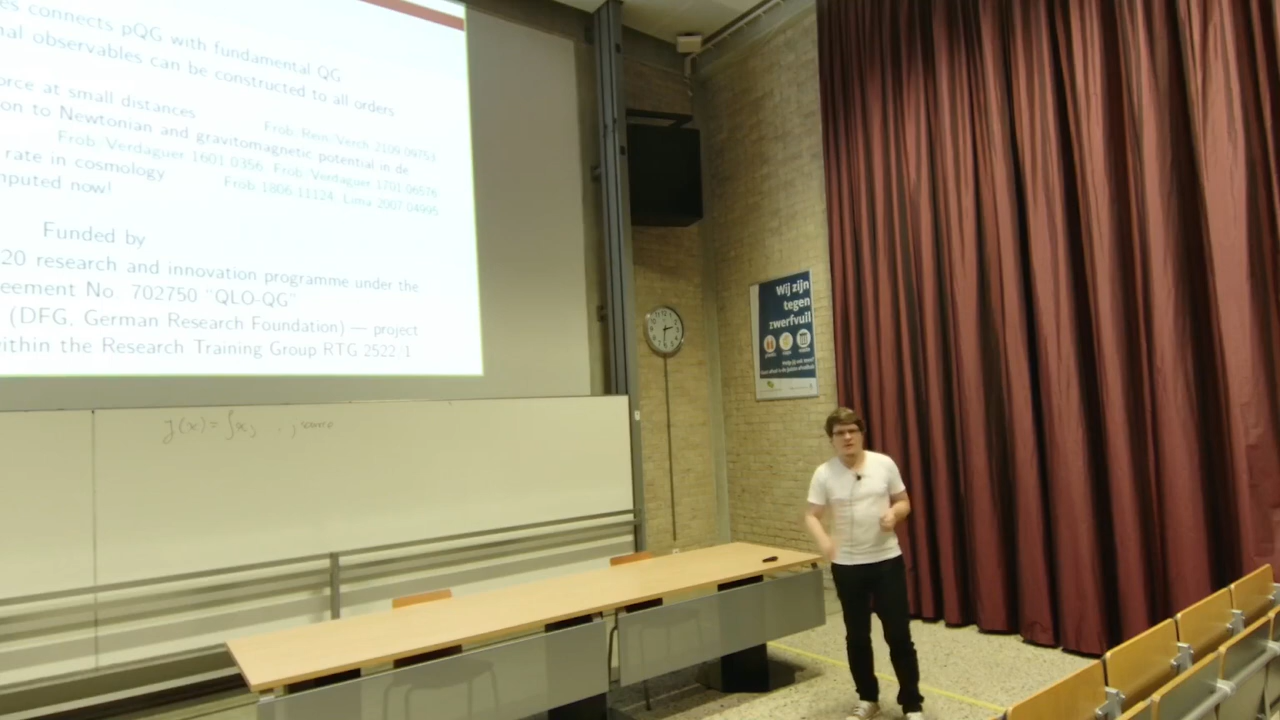 es connects pQG with fundamental QG
nal observables can be constructed to all orders
orce at small distances
Fröb Rein Verch 2109.09753
on to Newtonian and gravitomagnetic potential in de
Fröb Verdaguer 1601.0356 Fröb Verdaguer 1701.06576
rate in cosmology
Fröb 1806.11124 Lima 2007.04995
mputed now!
Funded by
20 research and innovation programme under the
eement No 702750 "QLO-QG"
(DFG, German Research Foundation) — project
within the Research Training Group RTG 2522 1
J(x)=∫
Wij zijn
tegen
zwerfvuil